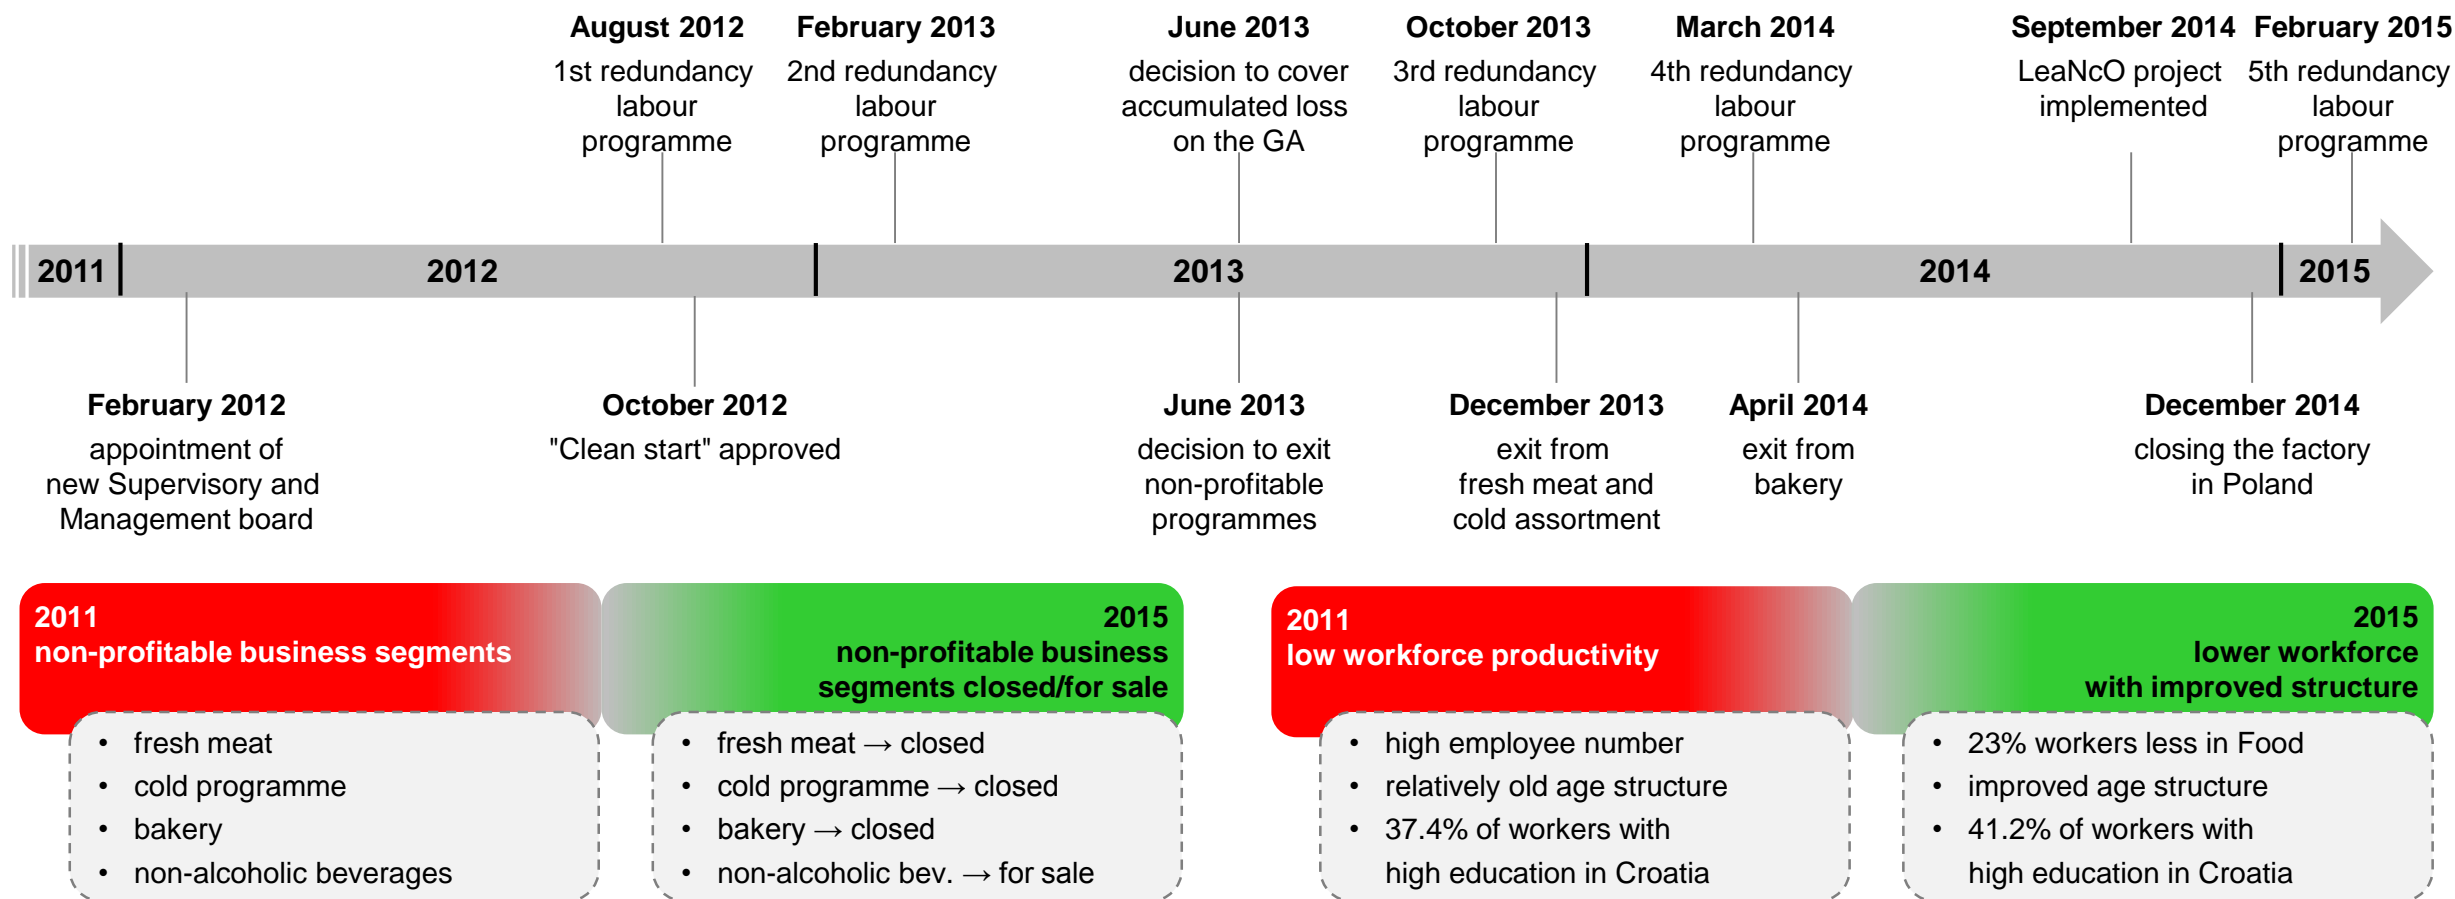 August 2012
1st redundancy
labour
programme
February 2013
2nd redundancy
labour
programme
June 2013
decision to cover
accumulated loss
on the GA
October 2013
3rd redundancy
labour
programme
March 2014
4th redundancy
labour
programme
September 2014
LeaNcO project
implemented
February 2015
5th redundancy
labour
programme
2011
2012
2013
2014
2015
February 2012
appointment of
new Supervisory and
Management board
October 2012
"Clean start" approved
June 2013
decision to exit
non-profitable
programmes
December 2013
exit from
fresh meat and
cold assortment
April 2014
exit from
bakery
December 2014
closing the factory
in Poland
2011
non-profitable business segments
• fresh meat
• cold programme
• bakery
• non-alcoholic beverages
2015
non-profitable business
segments closed/for sale
• fresh meat → closed
• cold programme → closed
• bakery → closed
• non-alcoholic bev. → for sale
2011
low workforce productivity
• high employee number
• relatively old age structure
• 37.4% of workers with
high education in Croatia
2015
lower workforce
with improved structure
• 23% workers less in Food
• improved age structure
• 41.2% of workers with
high education in Croatia